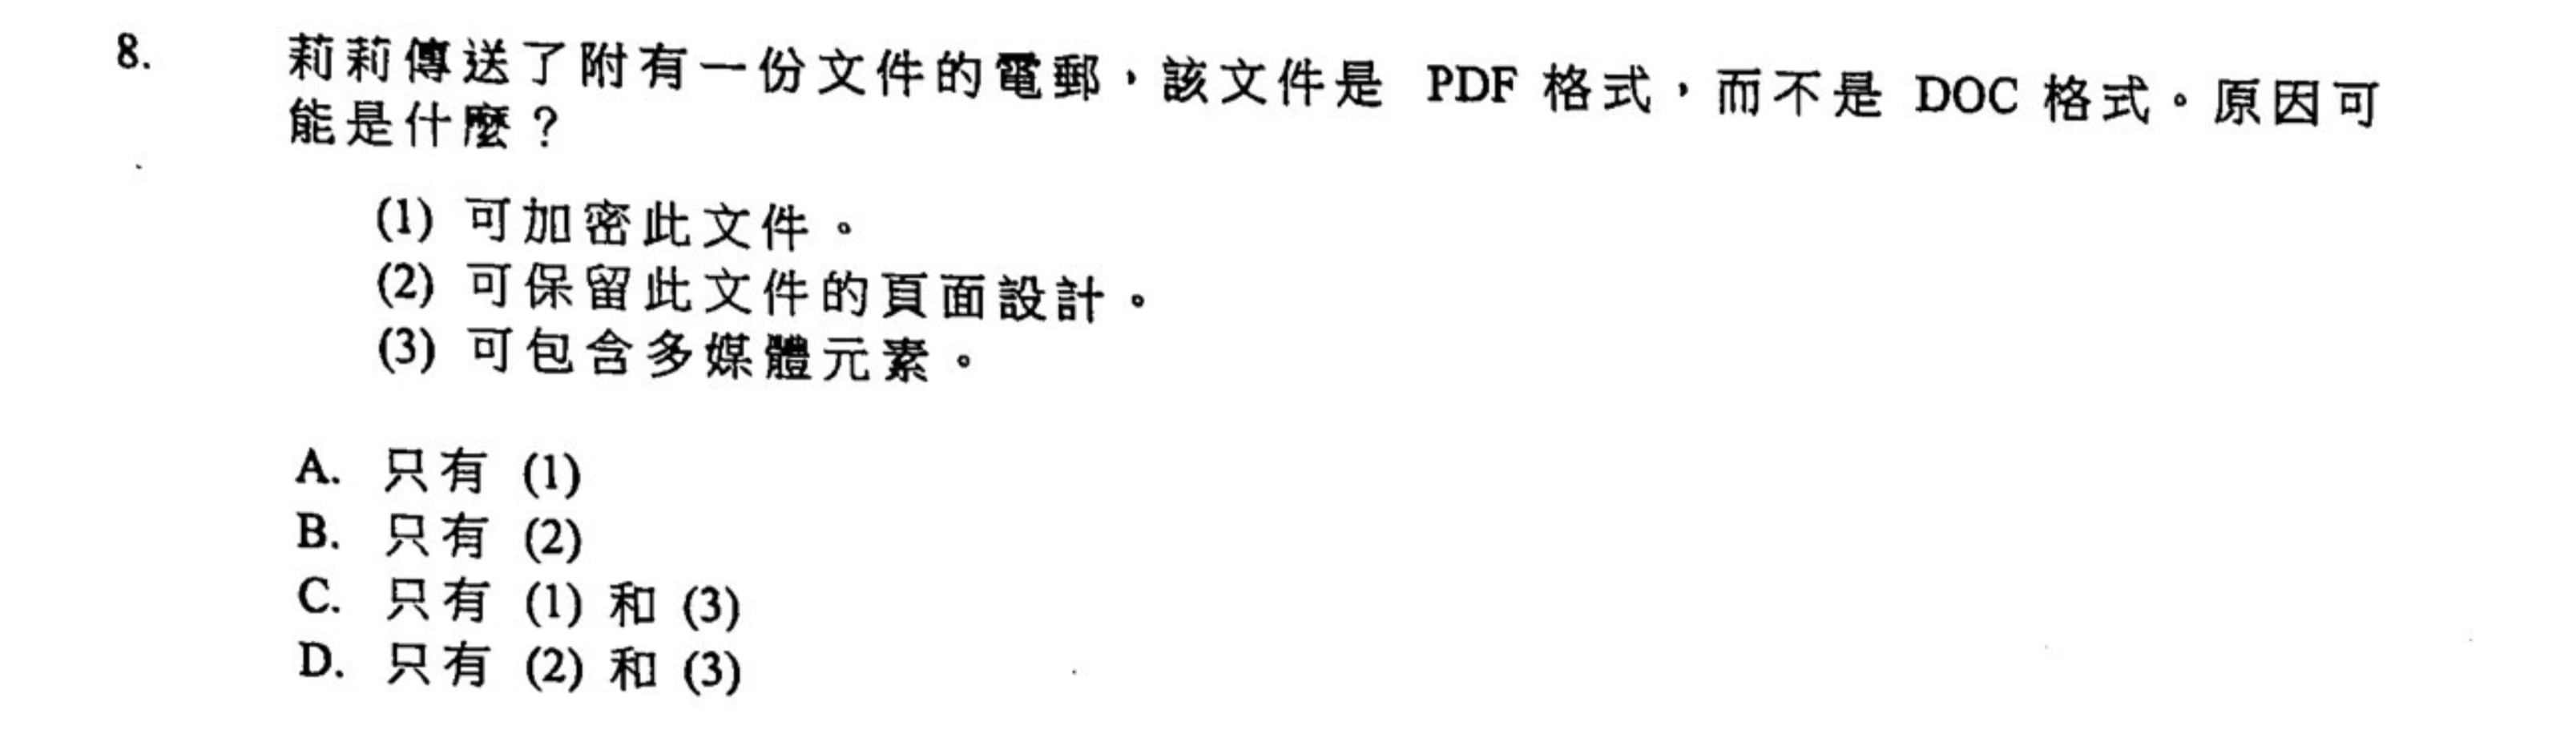 8. 莉莉傳送了附有一份文件的電郵，該文件是 PDF 格式，而不是 DOC 格式。原因可
能是什麼？
(1) 可加密此文件。
(2) 可保留此文件的頁面設計。
(3) 可包含多媒體元素。
A. 只有 (1)
B. 只有 (2)
C. 只有 (1) 和 (3)
D. 只有 (2) 和 (3)